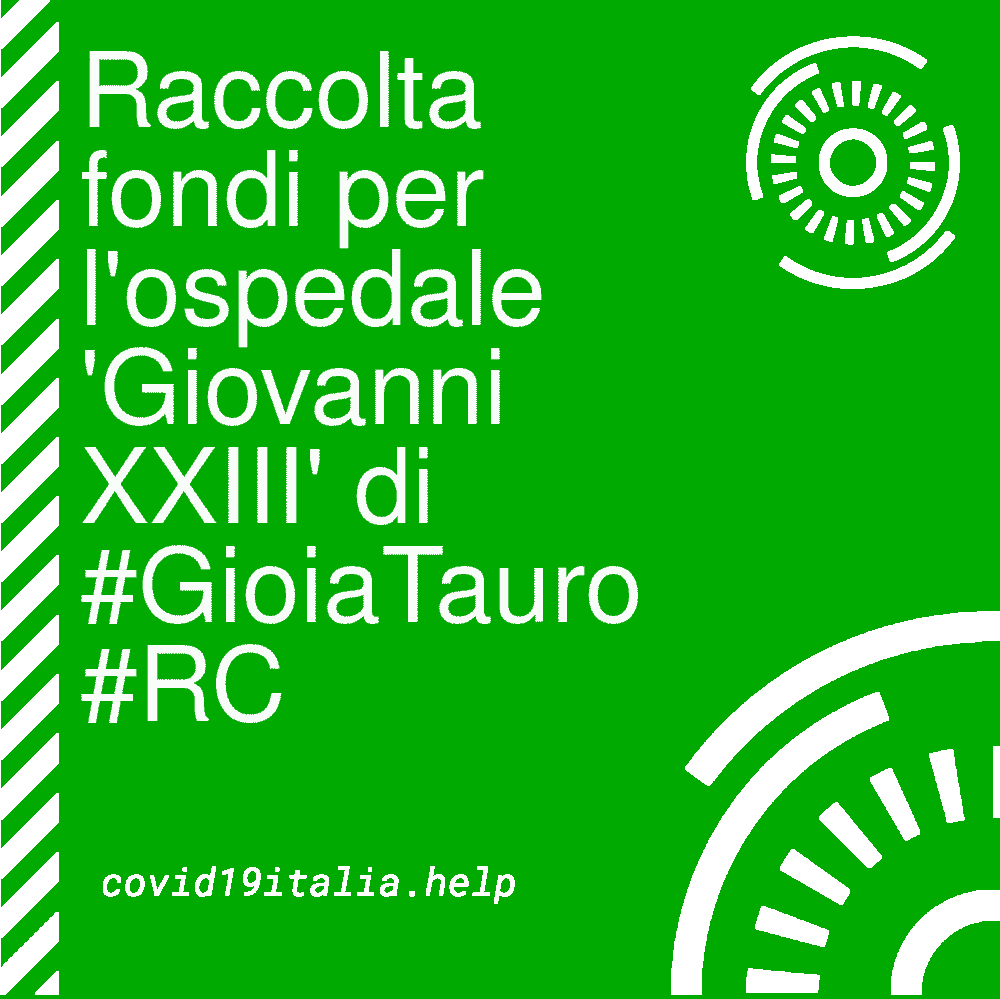 Raccolta
fondi per
l'ospedale
'Giovanni
XXIII' di
#GioiaTauro
#RC
covid19italia.help